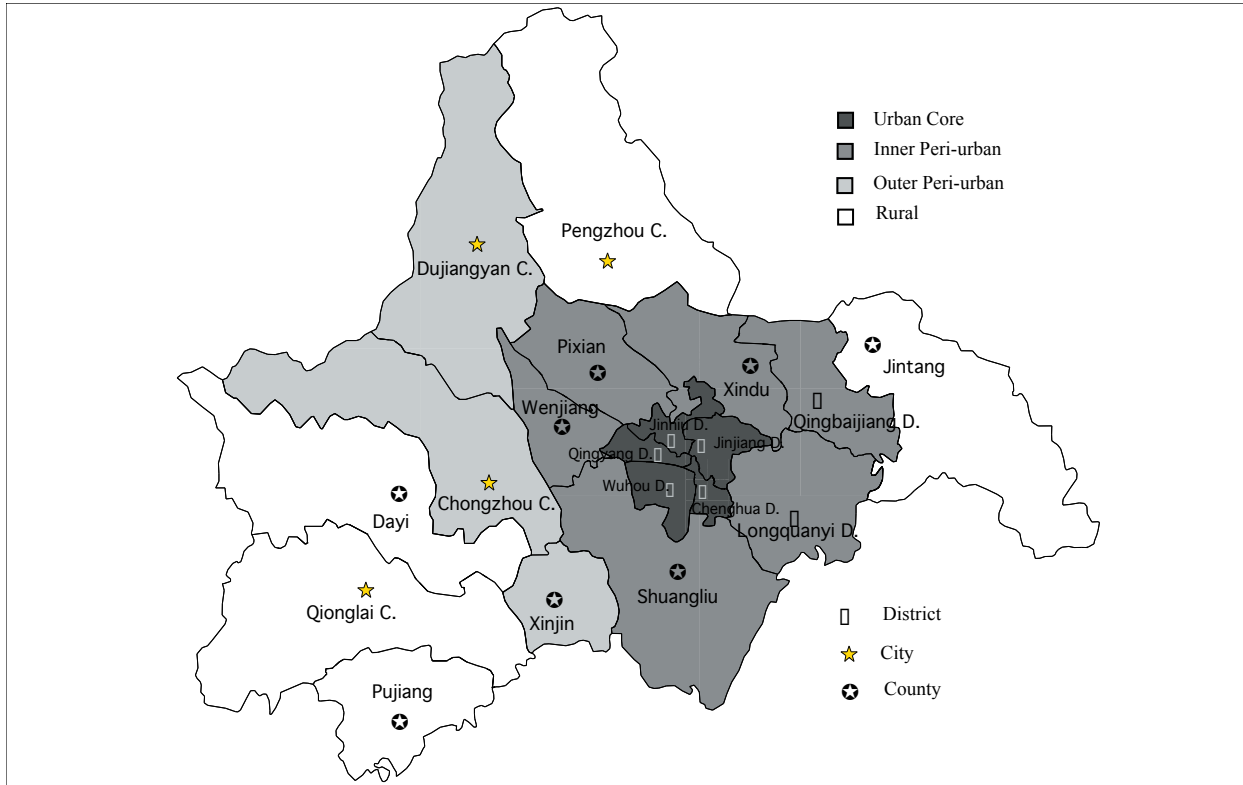 Urban Core
Inner Peri-urban
Outer Peri-urban
Rural
Pengzhou C.
Dujiangyan C.
Pixian
Xindu
Jintang
Wenjiang
Qingbaijiang D.
Jinniu D.
Jinjiang D.
Qingyang D.
Wuhou D.
Chongzhou C.
Chenghua D.
Dayi
Longquanyi D.
Shuangliu
Qionglai C.
Xinjin
Pujiang
District
City
County